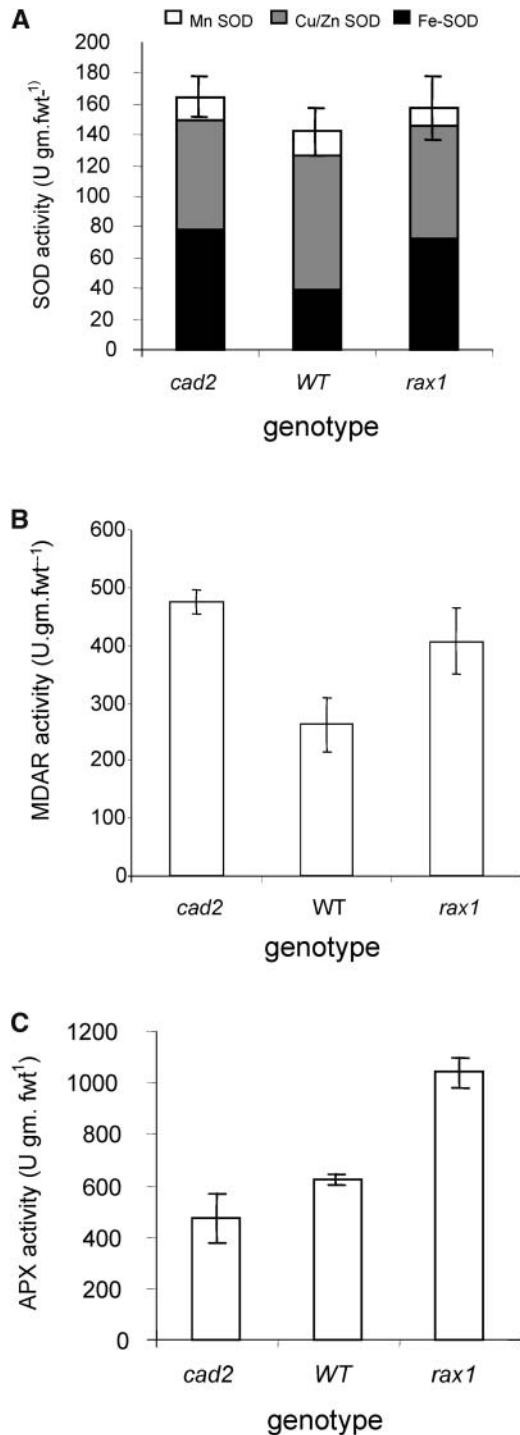 A
Mn SOD Cu/Zn SOD Fe-SOD
SOD activity (U gm.fwt-1)
200
180
160
140
120
100
80
60
40
20
0
cad2 WT rax1
genotype
B
MDAR activity (U.gm.fwt-1)
600
500
400
300
200
100
0
cad2 WT rax1
genotype
C
APX activity (U gm. fwt1)
1200
1000
800
600
400
200
0
cad2 WT rax1
genotype